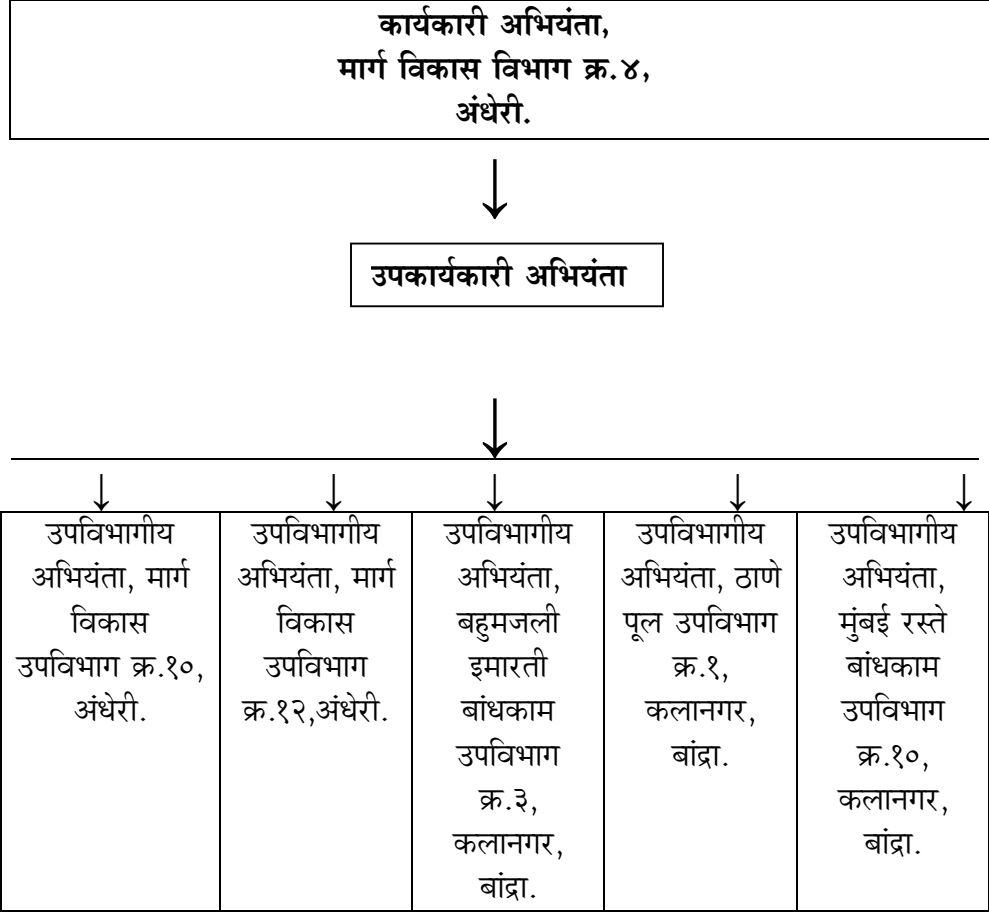 कार्यकारी अभियंता,
मार्ग विकास विभाग क्र.४,
अंधेरी.
उपकार्यकारी अभियंता
उपविभागीय
अभियंता, मार्ग
विकास
उपविभाग क्र.१०,
अंधेरी.
उपविभागीय
अभियंता, मार्ग
विकास
उपविभाग
क्र.१२,अंधेरी.
उपविभागीय
अभियंता,
बहुमजली
इमारती
बांधकाम
उपविभाग
क्र.३,
कलानगर,
बांद्रा.
उपविभागीय
अभियंता, ठाणे
पूल उपविभाग
क्र.१,
कलानगर,
बांद्रा.
उपविभागीय
अभियंता,
मुंबई रस्ते
बांधकाम
उपविभाग
क्र.१०,
कलानगर,
बांद्रा.